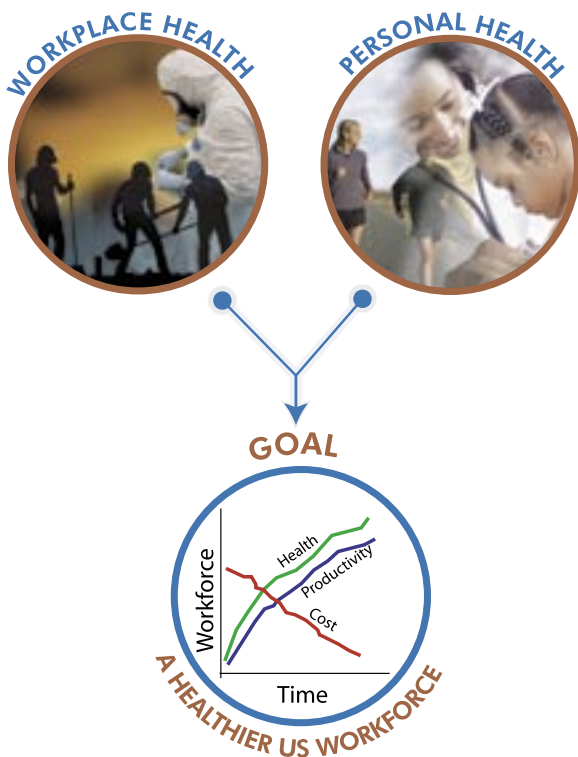 WORKPLACE HEALTH
PERSONAL HEALTH
GOAL
Health
Productivity
Cost
Workforce
Time
A HEALTHIER US WORKFORCE